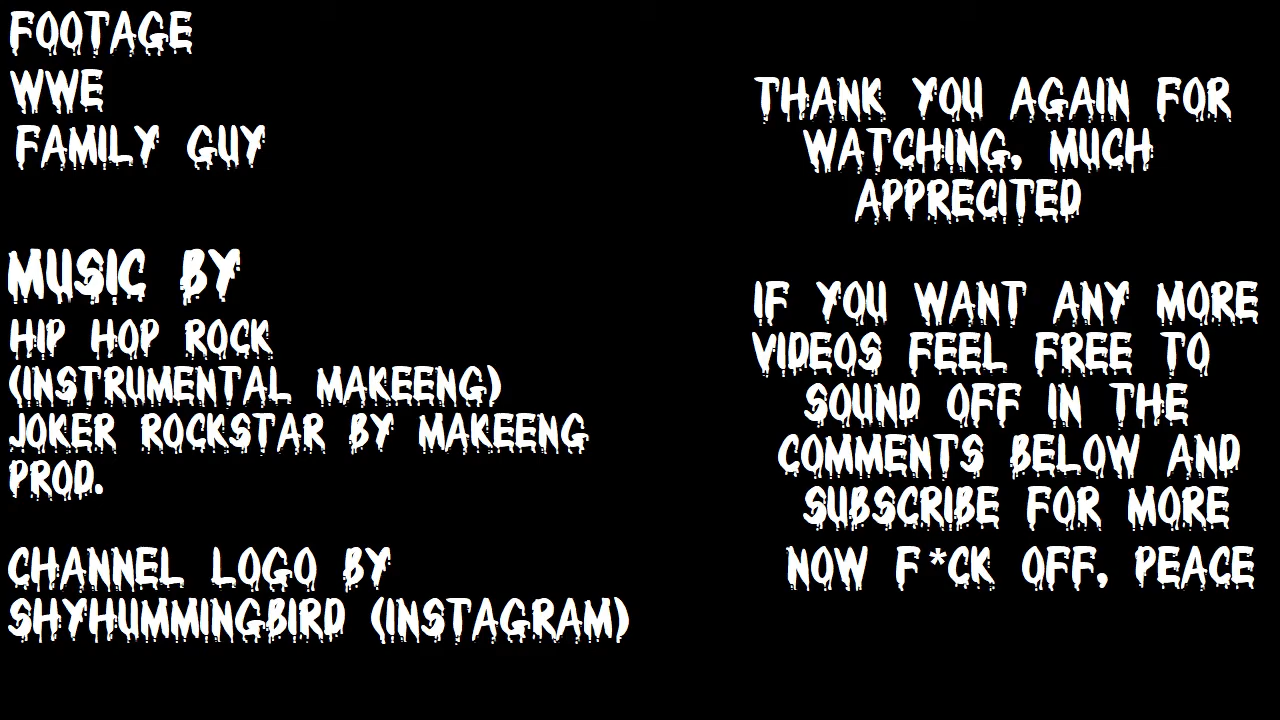 FOOTAGE
WWE
FAMILY GUY
MUSIC BY
HIP HOP ROCK
(INSTRUMENTAL MAKEENG)
JOKER ROCKSTAR BY MAKEENG
PROD.
CHANNEL LOGO BY
SHYHUMMINGBIRD (INSTAGRAM)
THANK YOU AGAIN FOR
WATCHING, MUCH
APPRECITED
IF YOU WANT ANY MORE
VIDEOS FEEL FREE TO
SOUND OFF IN THE
COMMENTS BELOW AND
SUBSCRIBE FOR MORE
NOW F*CK OFF, PEACE